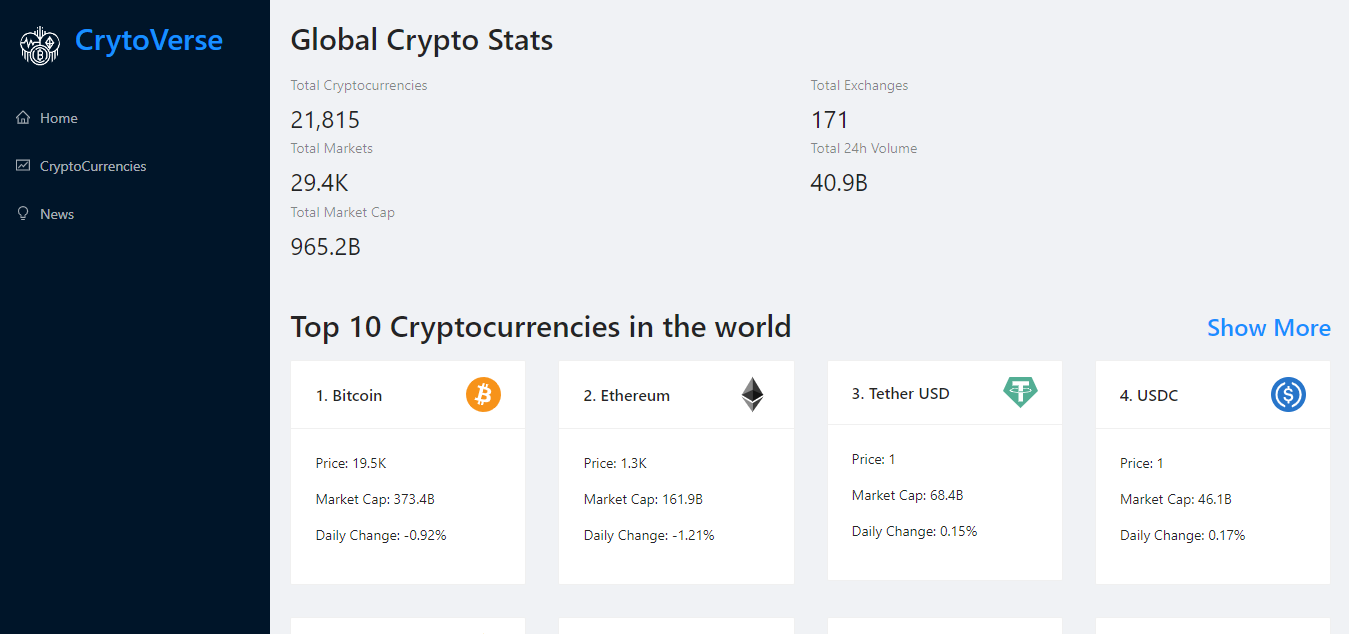 CrytoVerse
Home
CryptoCurrencies
News
Global Crypto Stats
Total Cryptocurrencies
21,815
Total Exchanges
171
Total Markets
29.4K
Total 24h Volume
40.9B
Total Market Cap
965.2B
Top 10 Cryptocurrencies in the world
Show More
1. Bitcoin
Price: 19.5K
Market Cap: 373.4B
Daily Change: -0.92%
2. Ethereum
Price: 1.3K
Market Cap: 161.9B
Daily Change: -1.21%
3. Tether USD
Price: 1
Market Cap: 68.4B
Daily Change: 0.15%
4. USDC
Price: 1
Market Cap: 46.1B
Daily Change: 0.17%